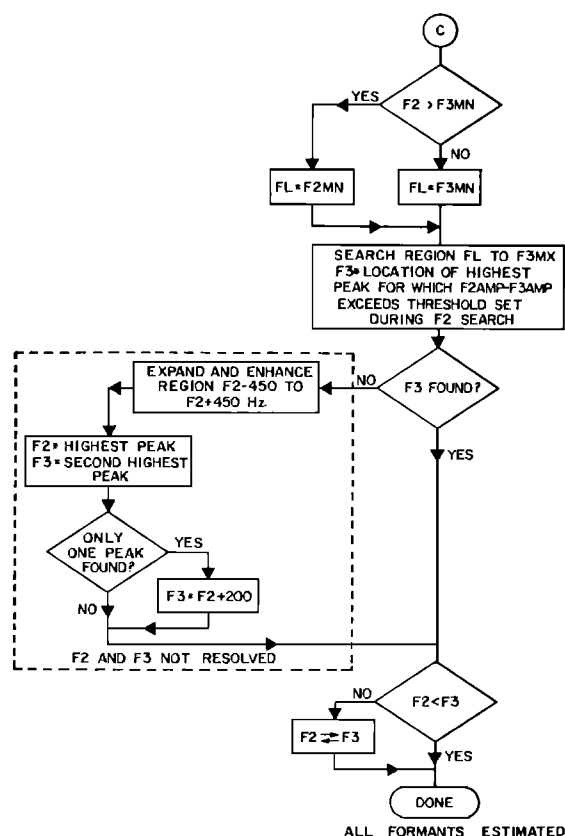 C
F2 > F3MN
YES
NO
FL=F2MN
FL=F3MN
SEARCH REGION FL TO F3MX
F3=LOCATION OF HIGHEST
PEAK FOR WHICH F2AMP-F3AMP
EXCEEDS THRESHOLD SET
DURING F2 SEARCH
F3 FOUND?
NO
YES
EXPAND AND ENHANCE
REGION F2-450 TO
F2+450 Hz.
F2= HIGHEST PEAK
F3= SECOND HIGHEST
PEAK
ONLY
ONE PEAK
FOUND?
YES
NO
F3 = F2+200
F2 AND F3 NOT RESOLVED
F2<F3
NO
YES
F2 ⇄ F3
DONE
ALL FORMANTS ESTIMATED